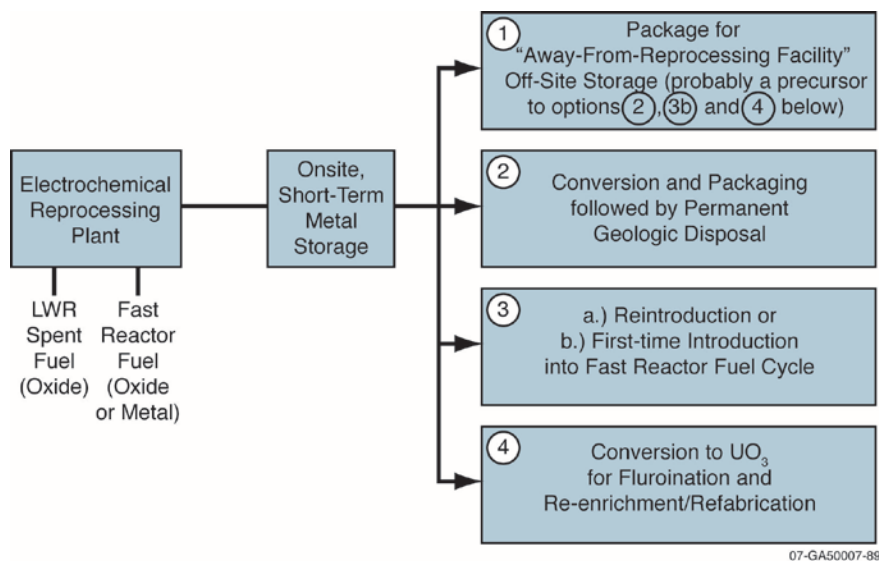 Electrochemical
Reprocessing
Plant
LWR
Spent
Fuel
(Oxide)
Fast
Reactor
Fuel
(Oxide
or Metal)
Onsite,
Short-Term
Metal
Storage
1
Package for
“Away-From-Reprocessing Facility”
Off-Site Storage (probably a precursor
to options 2, 3b and 4 below)
2
Conversion and Packaging
followed by Permanent
Geologic Disposal
3
a.) Reintroduction or
b.) First-time Introduction
into Fast Reactor Fuel Cycle
4
Conversion to UO₃
for Fluroination and
Re-enrichment/Refabrication
07-GA50007-89